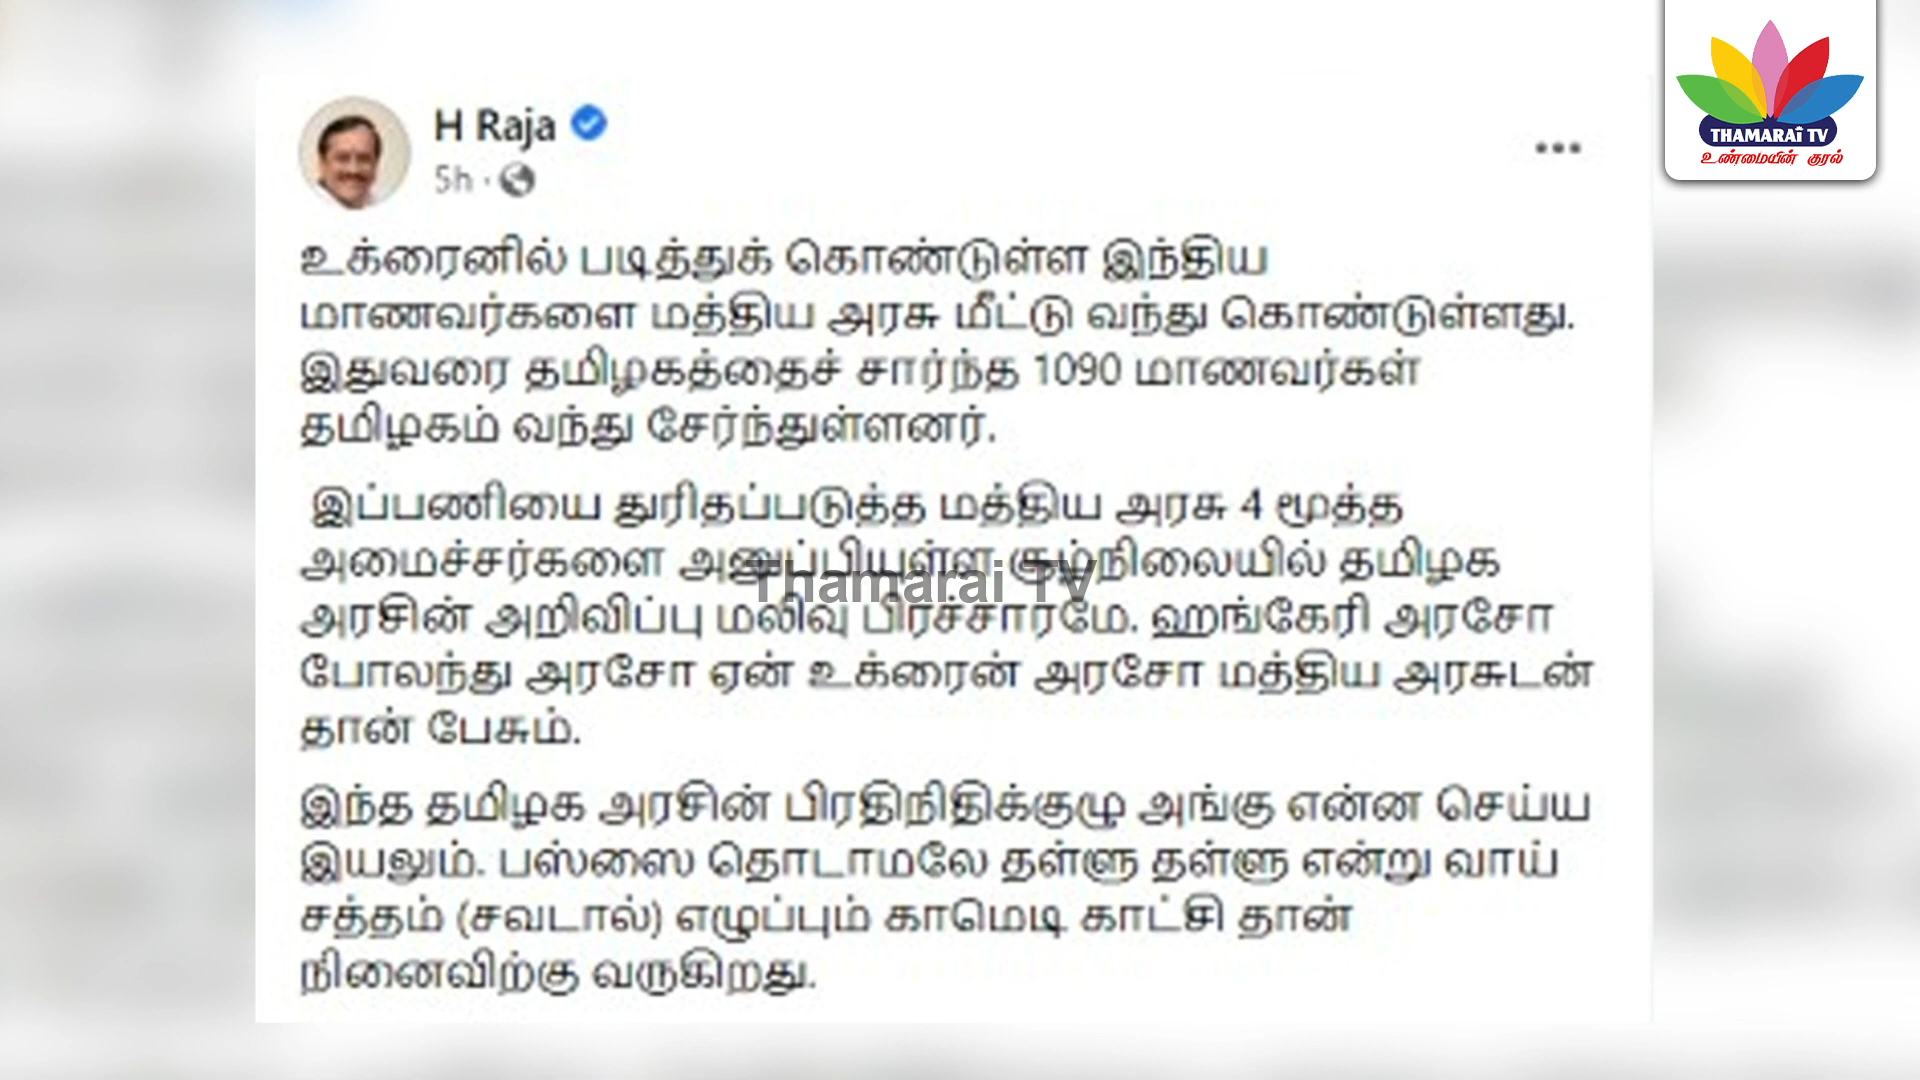 H Raja
5h ·
உக்ரைனில் படித்துக் கொண்டுள்ள இந்திய
மாணவர்களை மத்திய அரசு மீட்டு வந்து கொண்டுள்ளது.
இதுவரை தமிழகத்தைச் சார்ந்த 1090 மாணவர்கள்
தமிழகம் வந்து சேர்ந்துள்ளனர்.
இப்பணியை துரிதப்படுத்த மத்திய அரசு 4 மூத்த
அமைச்சர்களை அனுப்பியுள்ள சூழ்நிலையில் தமிழக
அரசின் அறிவிப்பு மலிவு பிரச்சாரமே. ஹங்கேரி அரசோ
போலந்து அரசோ ஏன் உக்ரைன் அரசோ மத்திய அரசுடன்
தான் பேசும்.
இந்த தமிழக அரசின் பிரதிநிதிக்குழு அங்கு என்ன செய்ய
இயலும். பஸ்ஸை தொடாமலே தள்ளு தள்ளு என்று வாய்
சத்தம் (சவடால்) எழுப்பும் காமெடி காட்சி தான்
நினைவிற்கு வருகிறது.
Thamarai TV
THAMARAi TV
உண்மையின் குரல்